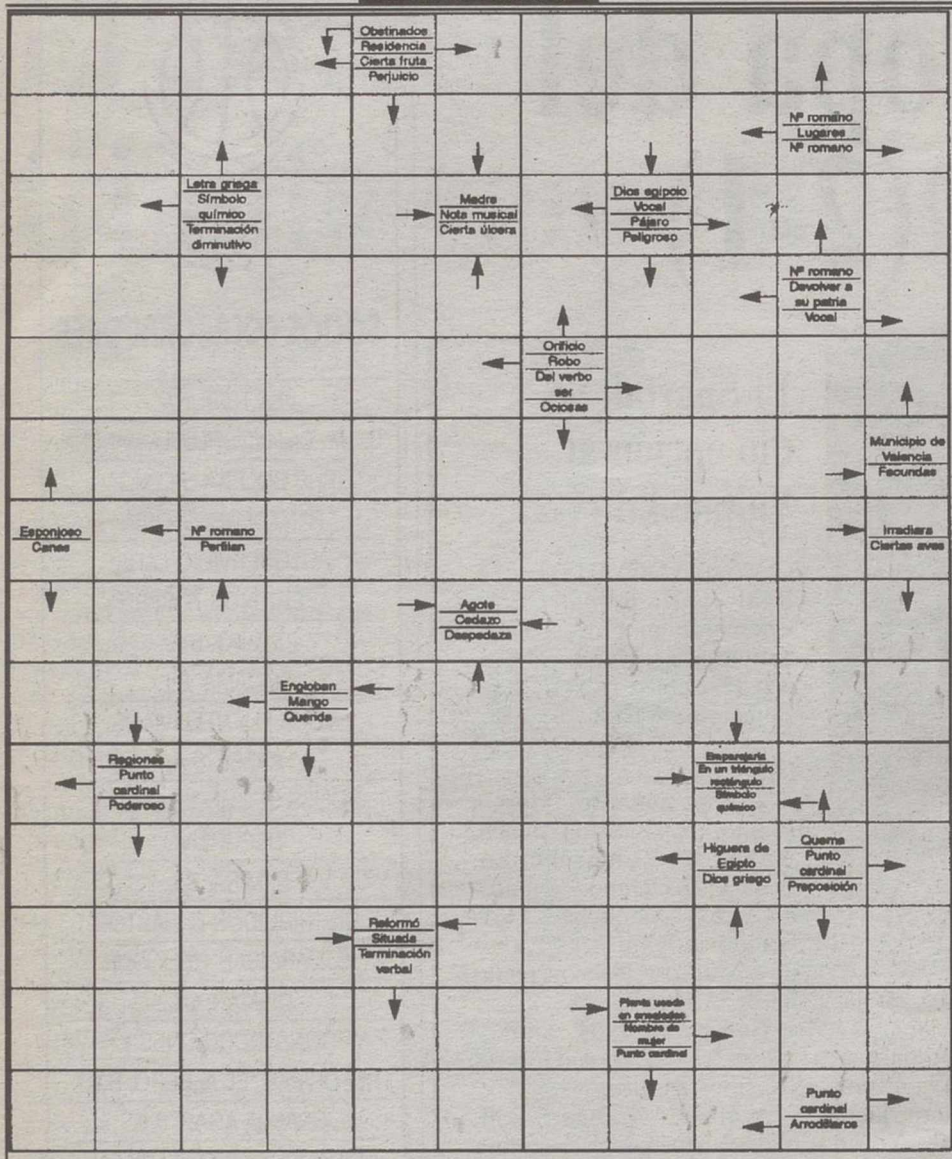 Obstinados
Residencia
Cierta fruta
Perjuicio
Nº romano
Lugares
Nº romano
Letra griega
Símbolo
químico
Terminación
diminutivo
Madre
Nota musical
Cierta úlcera
Dios egipcio
Vocal
Pájaro
Peligroso
Nº romano
Devolver a
su patria
Vocal
Orificio
Robo
Del verbo
ser
Ociosas
Municipio de
Valencia
Fecundas
Esponjoso
Canas
Nº romano
Perfilan
Irradiara
Ciertas aves
Agote
Cedazo
Despedaza
Engloban
Mango
Querida
Regiones
Punto
cardinal
Poderoso
Emparejaría
En un triángulo
rectángulo
Símbolo
químico
Higuera de
Egipto
Dios griego
Quema
Punto
cardinal
Preposición
Reformó
Situada
Terminación
verbal
Planta usada
en ensaladas
Nombre de
mujer
Punto cardinal
Punto
cardinal
Arrodillaros